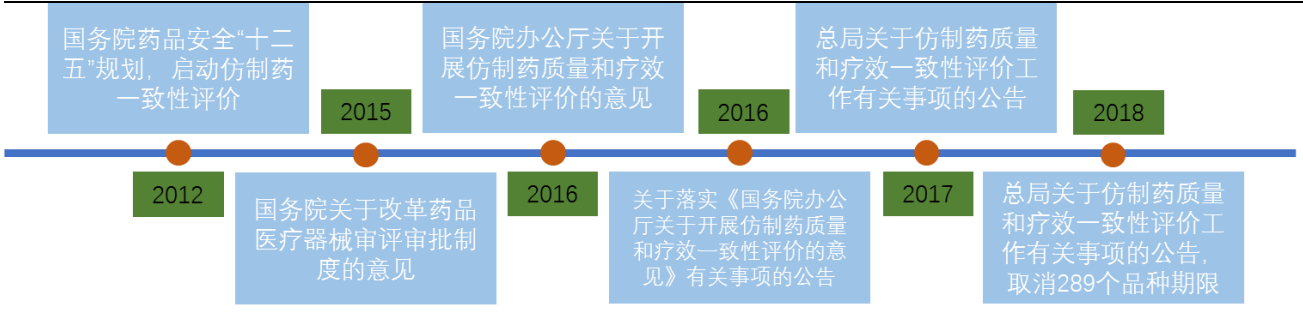 国务院药品安全“十二
五”规划，启动仿制药
一致性评价
2012
2015
国务院关于改革药品
医疗器械审评审批制
度的意见
国务院办公厅关于开
展仿制药质量和疗效
一致性评价的意见
2016
2016
关于落实《国务院办公
厅关于开展仿制药质量
和疗效一致性评价的意
见》有关事项的公告
总局关于仿制药质量
和疗效一致性评价工
作有关事项的公告
2017
2018
总局关于仿制药质量
和疗效一致性评价工
作有关事项的公告，
取消289个品种期限